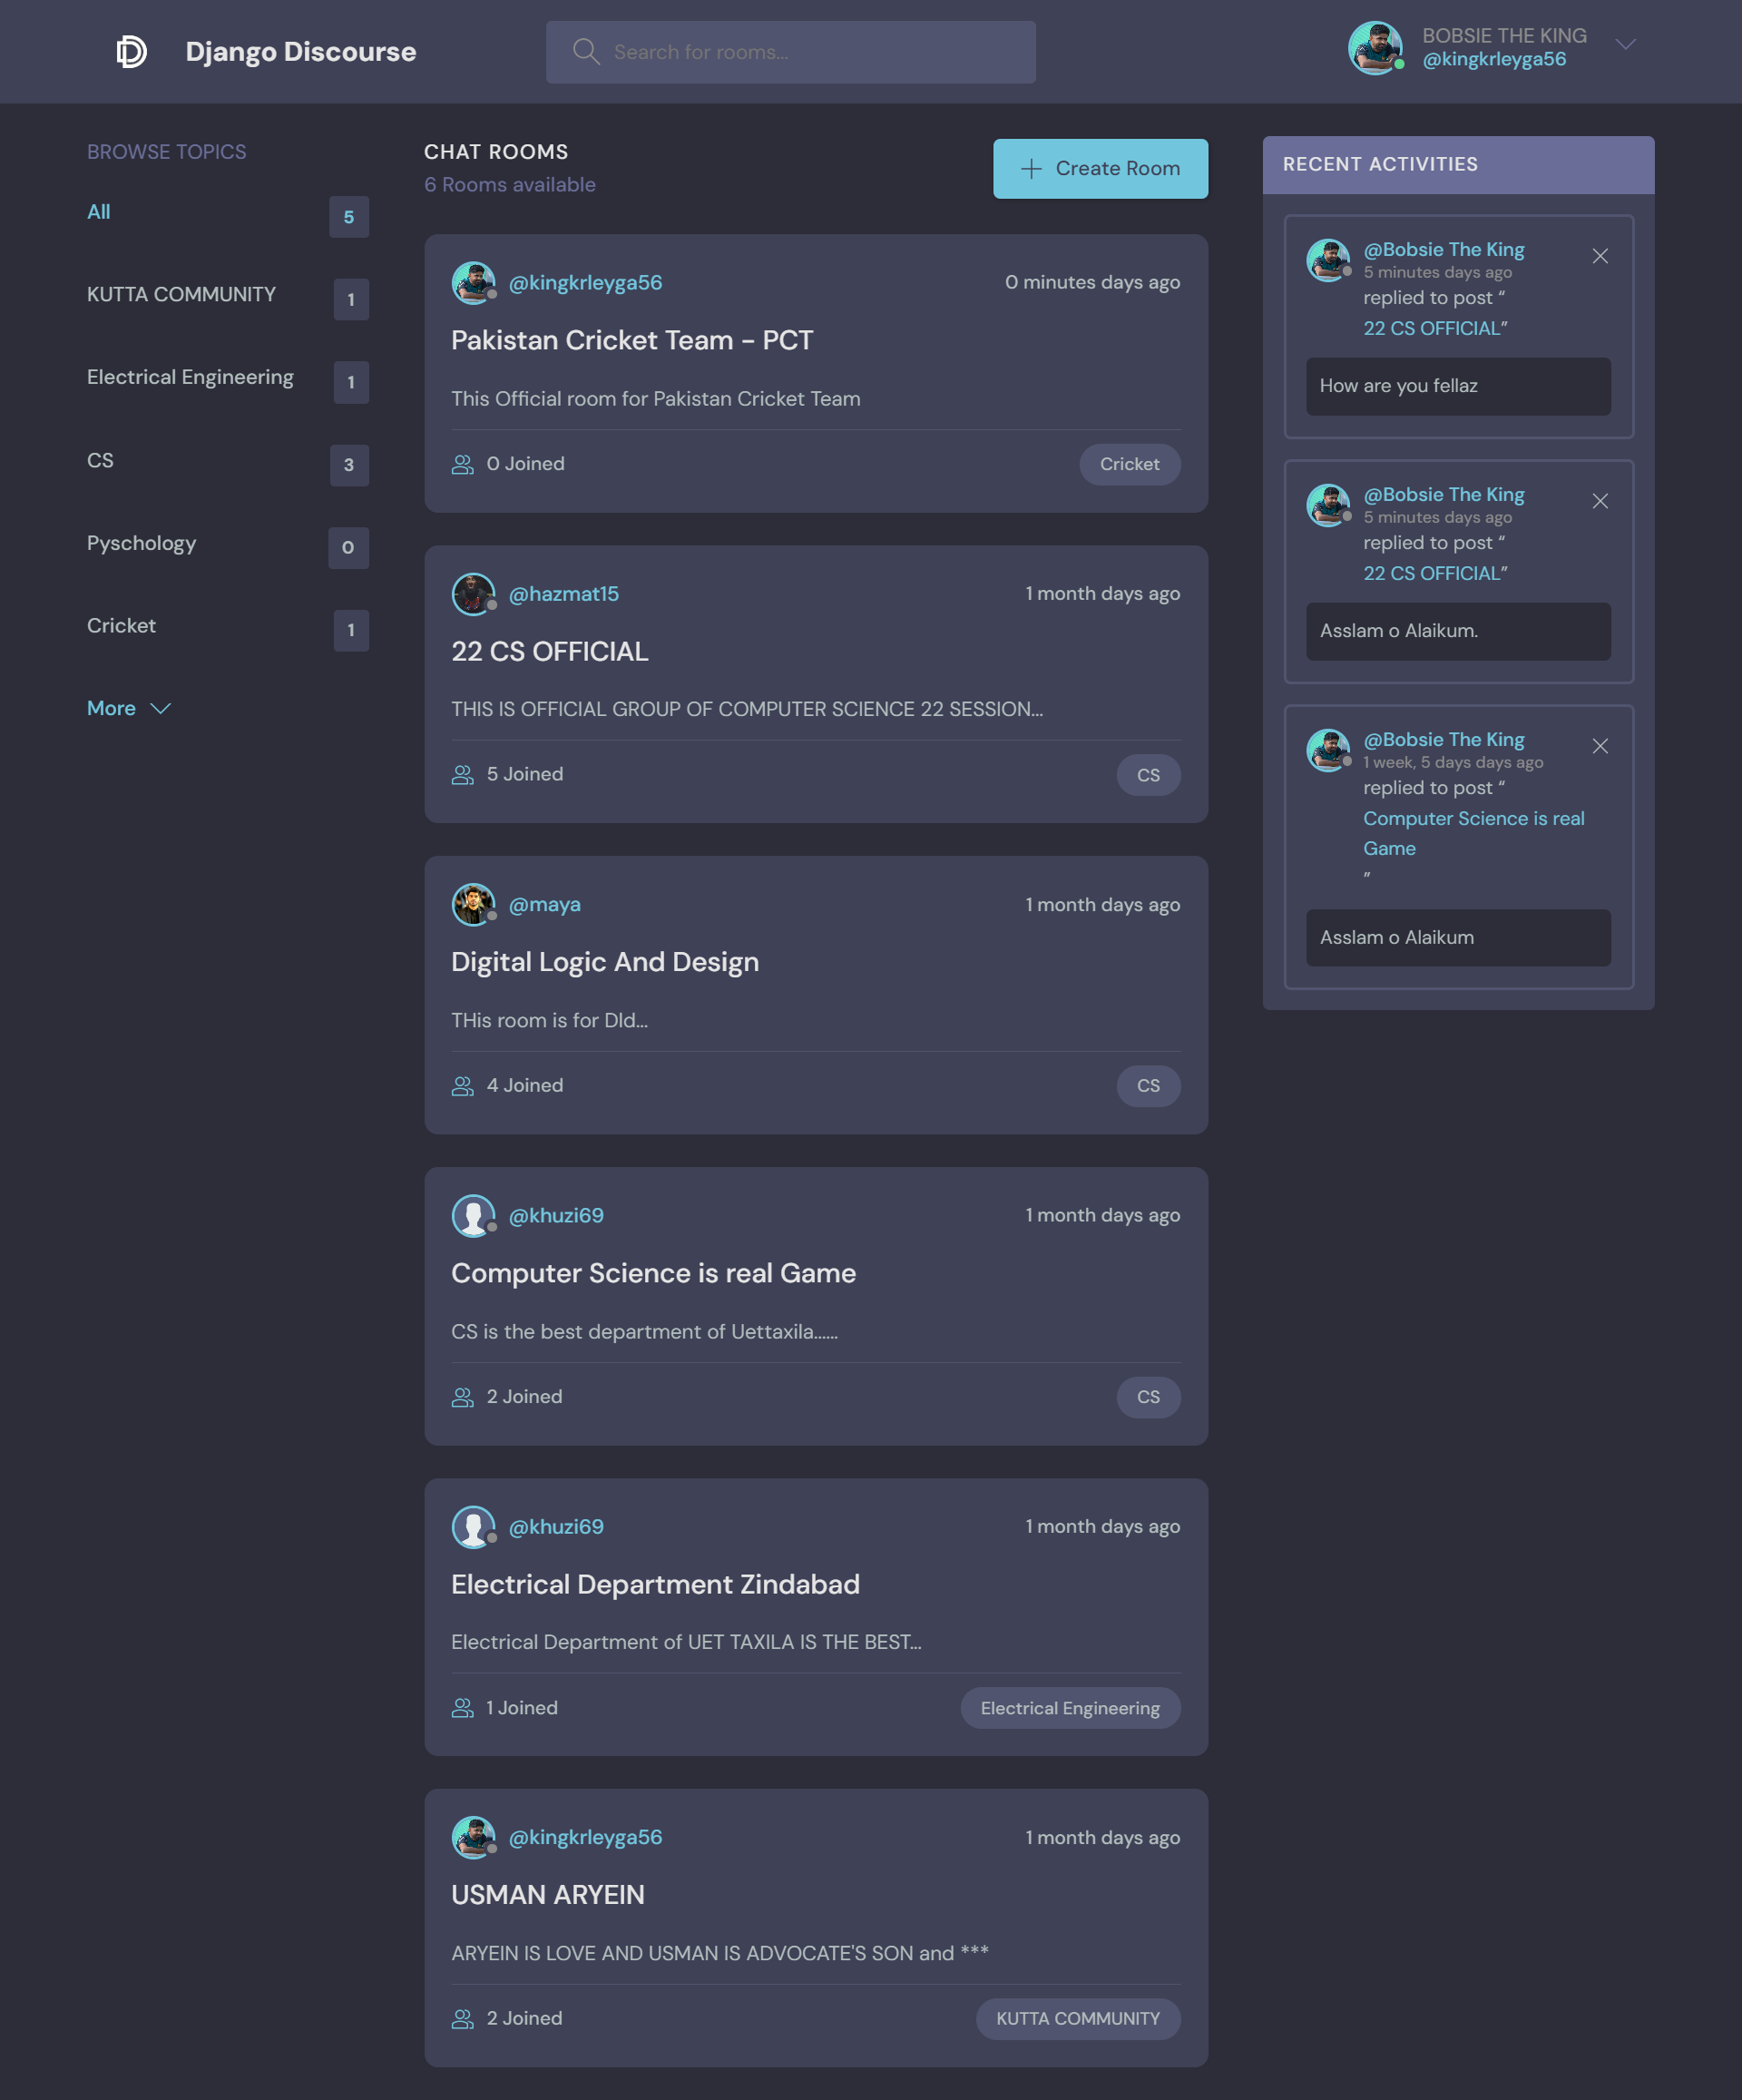 Django Discourse
Search for rooms...
BOBSIE THE KING
@kingkrleyga56
BROWSE TOPICS
All 5
KUTTA COMMUNITY 1
Electrical Engineering 1
CS 3
Pyschology 0
Cricket 1
More
CHAT ROOMS
6 Rooms available
Create Room
@kingkrleyga56 0 minutes days ago
Pakistan Cricket Team - PCT
This Official room for Pakistan Cricket Team
0 Joined Cricket
@hazmat15 1 month days ago
22 CS OFFICIAL
THIS IS OFFICIAL GROUP OF COMPUTER SCIENCE 22 SESSION...
5 Joined CS
@maya 1 month days ago
Digital Logic And Design
THis room is for Dld...
4 Joined CS
@khuzi69 1 month days ago
Computer Science is real Game
CS is the best department of Uettaxila......
2 Joined CS
@khuzi69 1 month days ago
Electrical Department Zindabad
Electrical Department of UET TAXILA IS THE BEST...
1 Joined Electrical Engineering
@kingkrleyga56 1 month days ago
USMAN ARYEIN
ARYEIN IS LOVE AND USMAN IS ADVOCATE'S SON and ***
2 Joined KUTTA COMMUNITY
RECENT ACTIVITIES
@Bobsie The King
5 minutes days ago
replied to post “
22 CS OFFICIAL”
How are you fellaz
@Bobsie The King
5 minutes days ago
replied to post “
22 CS OFFICIAL”
Asslam o Alaikum.
@Bobsie The King
1 week, 5 days days ago
replied to post “
Computer Science is real
Game
”
Asslam o Alaikum